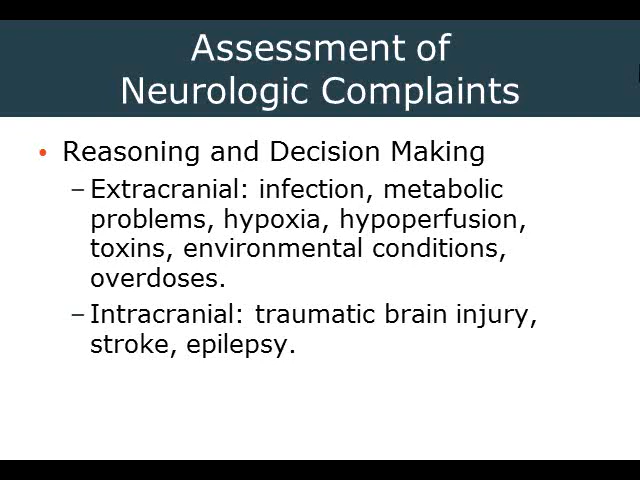 Assessment of
Neurologic Complaints
• Reasoning and Decision Making
– Extracranial: infection, metabolic
problems, hypoxia, hypoperfusion,
toxins, environmental conditions,
overdoses.
– Intracranial: traumatic brain injury,
stroke, epilepsy.